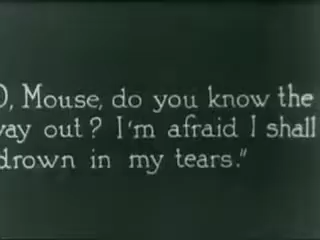 O, Mouse, do you know the
way out? I'm afraid I shall
drown in my tears."